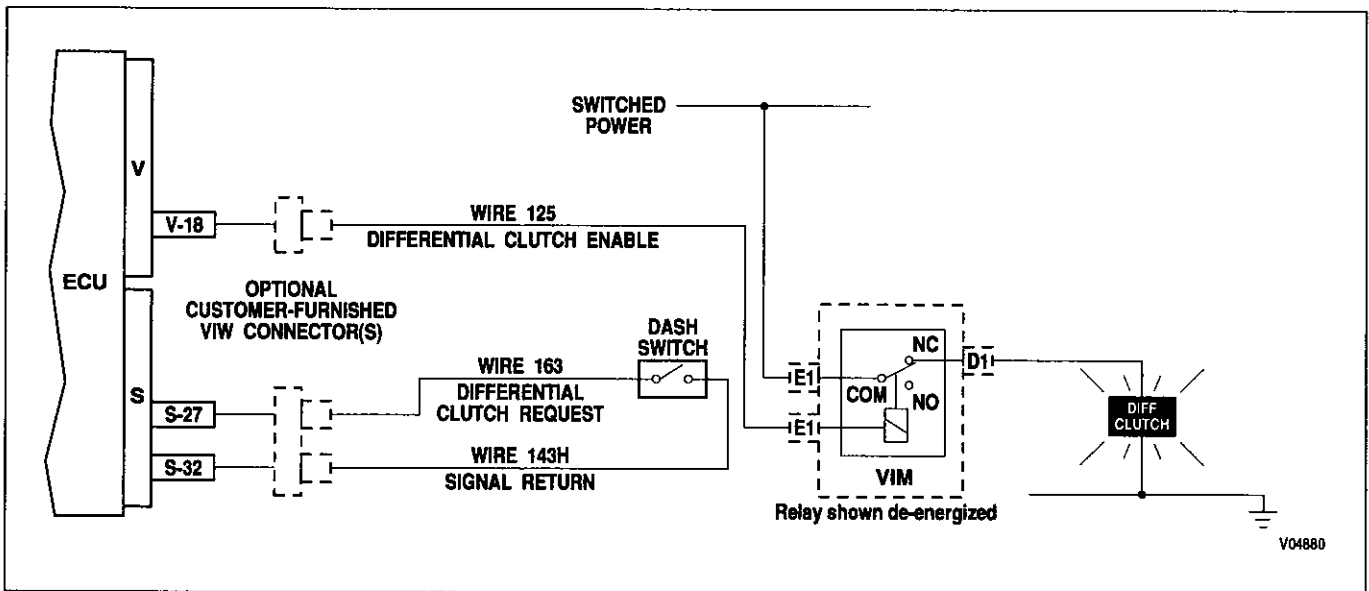 SWITCHED
POWER
V
V-18
WIRE 125
DIFFERENTIAL CLUTCH ENABLE
ECU
OPTIONAL
CUSTOMER-FURNISHED
VIW CONNECTOR(S)
DASH
SWITCH
S
WIRE 163
DIFFERENTIAL
CLUTCH REQUEST
S-27
S-32
WIRE 143H
SIGNAL RETURN
NC
E1
COM
NO
D1
E1
VIM
DIFF
CLUTCH
Relay shown de-energized
V04880